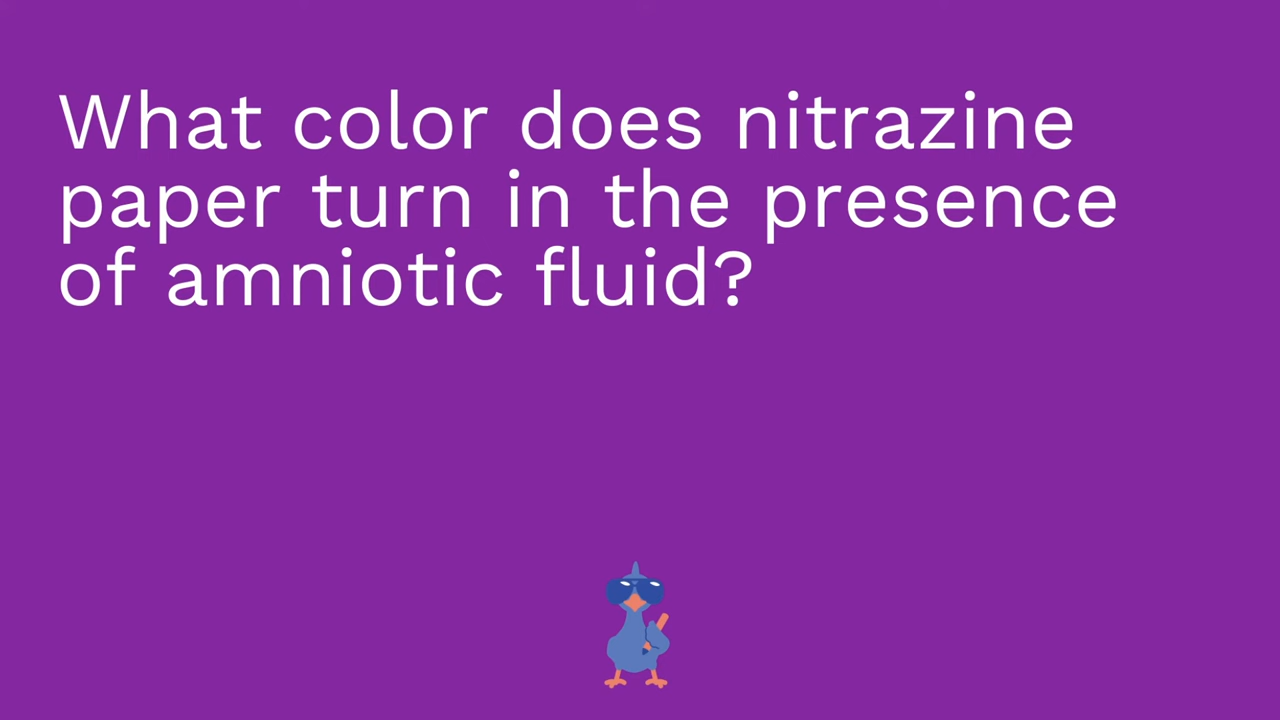 What color does nitrazine
paper turn in the presence
of amniotic fluid?